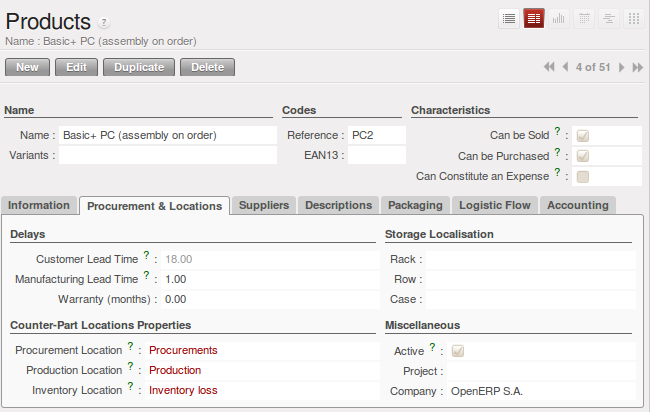 Products ?
Name : Basic+ PC (assembly on order)
New Edit Duplicate Delete 4 of 51
Name Codes Characteristics
Name : Basic+ PC (assembly on order) Reference : PC2 Can be Sold ? :
Variants : EAN13 : Can be Purchased ? :
Can Constitute an Expense ? :
Information Procurement & Locations Suppliers Descriptions Packaging Logistic Flow Accounting
Delays Storage Localisation
Customer Lead Time ? : 18.00 Rack :
Manufacturing Lead Time ? : 1.00 Row :
Warranty (months) : 0.00 Case :
Counter-Part Locations Properties Miscellaneous
Procurement Location ? : Procurements Active ? :
Production Location ? : Production Project :
Inventory Location ? : Inventory loss Company : OpenERP S.A.